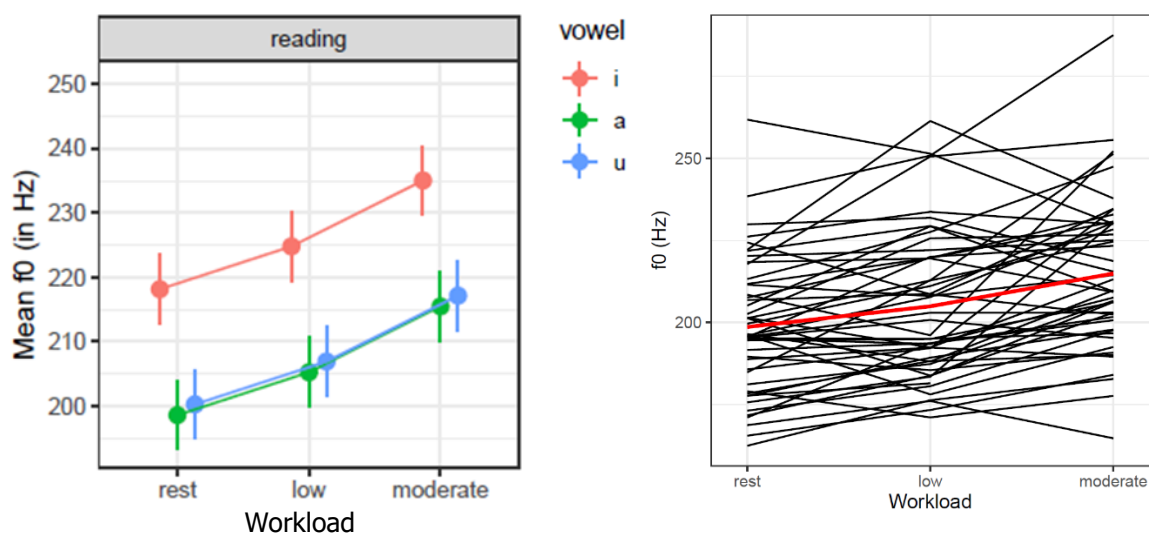 reading
Mean f0 (in Hz)
250
240
230
220
210
200
rest low moderate
Workload
vowel
i
a
u
f0 (Hz)
250
200
rest low moderate
Workload